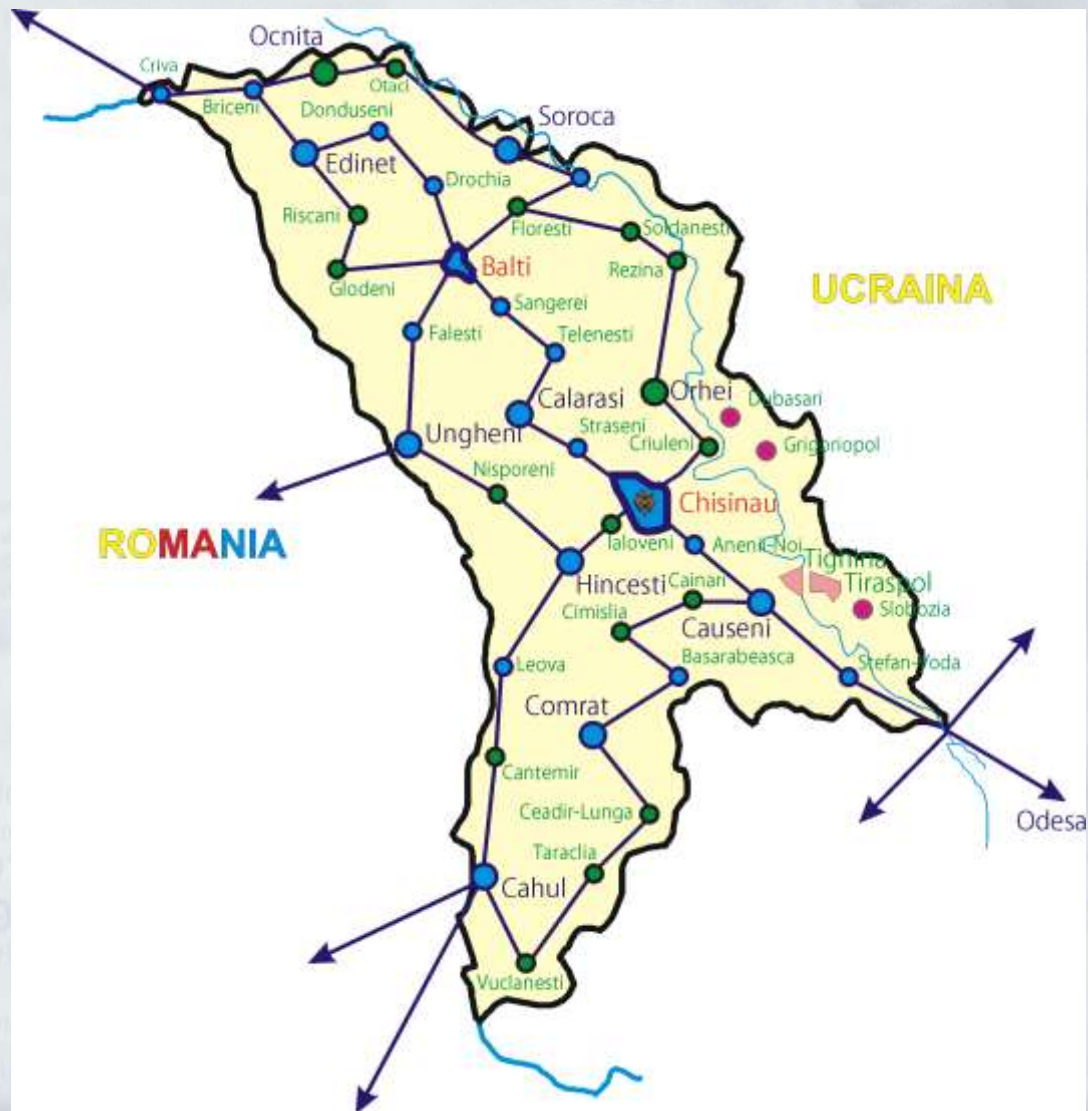 Ocnita
Criva
Otaci
Briceni
Donduseni
Soroca
Edinet
Drochia
Riscani
Floresti
Soldanesti
Rezina
Balti
Glodeni
UCRAINA
Sangerei
Falesti
Telenesti
Calarasi
Orhei
Dubasari
Straseni
Criuleni
Grigoriopol
Ungheni
Nisporeni
Chisinau
ROMANIA
Ialoveni
Anenii-Noi
Tighina
Hincesti
Cainari
Tiraspol
Slobozia
Cimislia
Causeni
Basarabeasca
Stefan-Voda
Leova
Comrat
Cantemir
Ceadir-Lunga
Odesa
Taraclia
Cahul
Vuclanesti